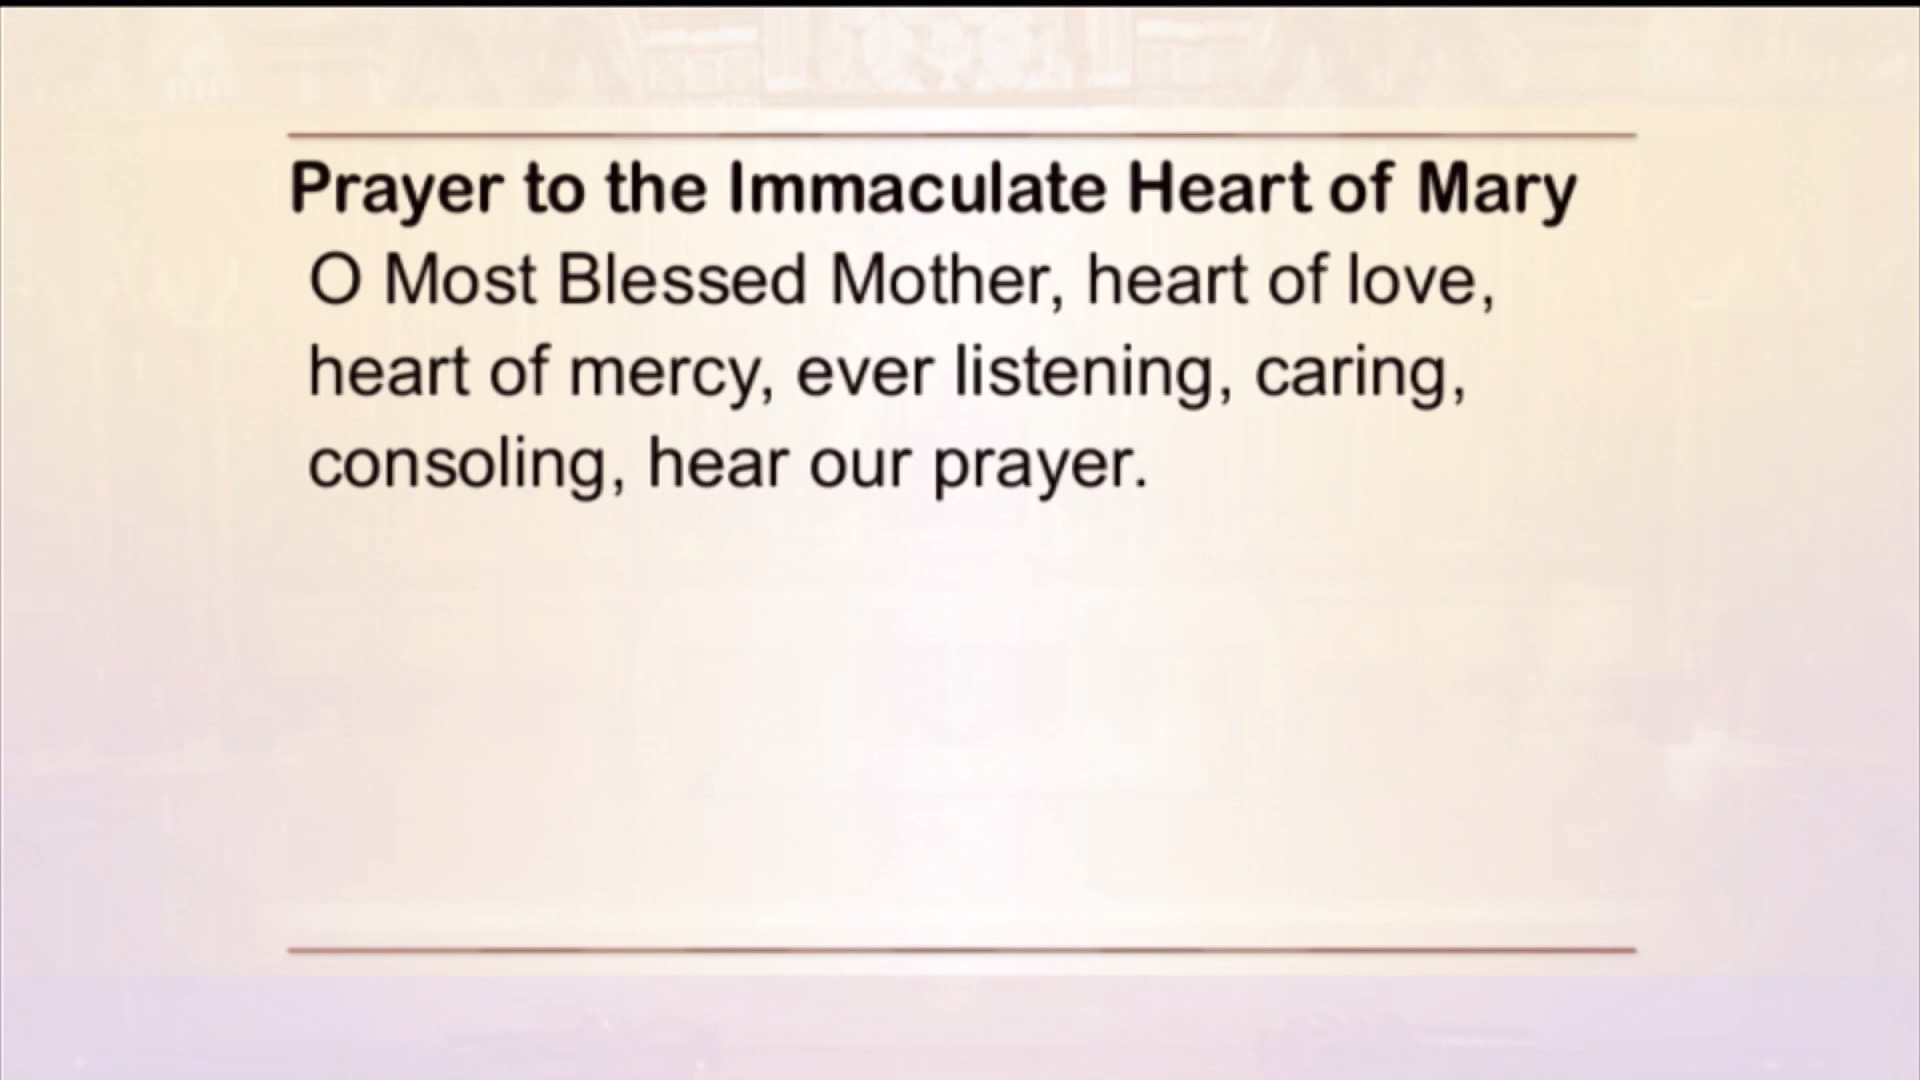 Prayer to the Immaculate Heart of Mary
O Most Blessed Mother, heart of love,
heart of mercy, ever listening, caring,
consoling, hear our prayer.